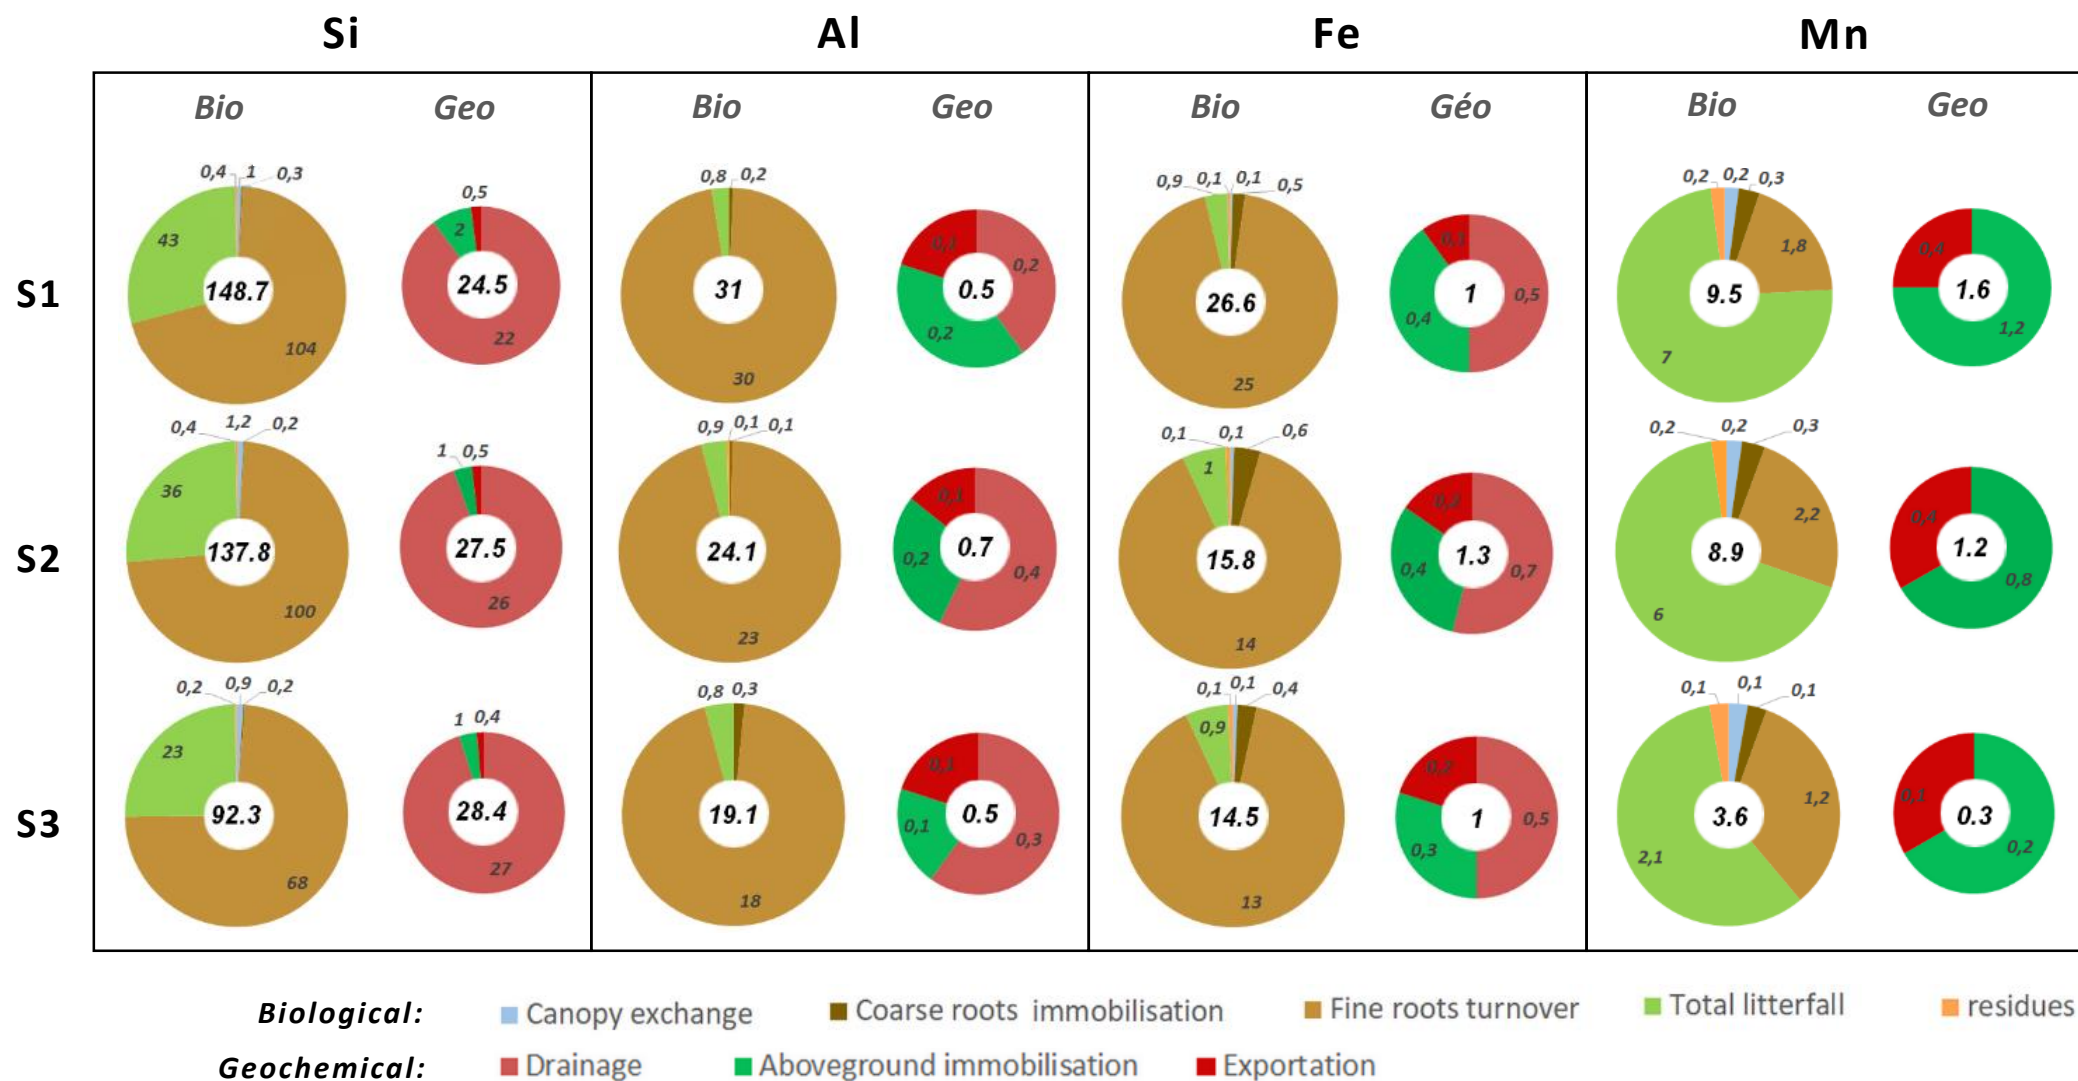 Si Al Fe Mn
Bio Geo Bio Geo Bio Géo Bio Geo
S1
0,4 1 0,3 43 148.7 104
0,5 2 24.5 22
0,8 0,2 31 30
0,1 0,2 0.5 0,2
0,9 0,1 0,1 0,5 26.6 25
0,1 0,5 1 0,4
0,2 0,2 0,3 1,8 9.5 7
0,4 1.6 1,2
S2
0,4 1,2 0,2 36 137.8 100
1 0,5 27.5 26
0,9 0,1 0,1 24.1 23
0,1 0,2 0.7 0,4
0,1 0,1 0,6 1 15.8 14
0,2 0,4 1.3 0,7
0,2 0,2 0,3 2,2 8.9 6
0,4 1.2 0,8
S3
0,2 0,9 0,2 23 92.3 68
1 0,4 28.4 27
0,8 0,3 19.1 18
0,1 0,1 0.5 0,3
0,1 0,1 0,4 0,9 14.5 13
0,2 0,3 1 0,5
0,1 0,1 0,1 1,2 3.6 2,1
0,1 0.3 0,2
Biological: Canopy exchange Coarse roots immobilisation Fine roots turnover Total litterfall residues
Geochemical: Drainage Aboveground immobilisation Exportation